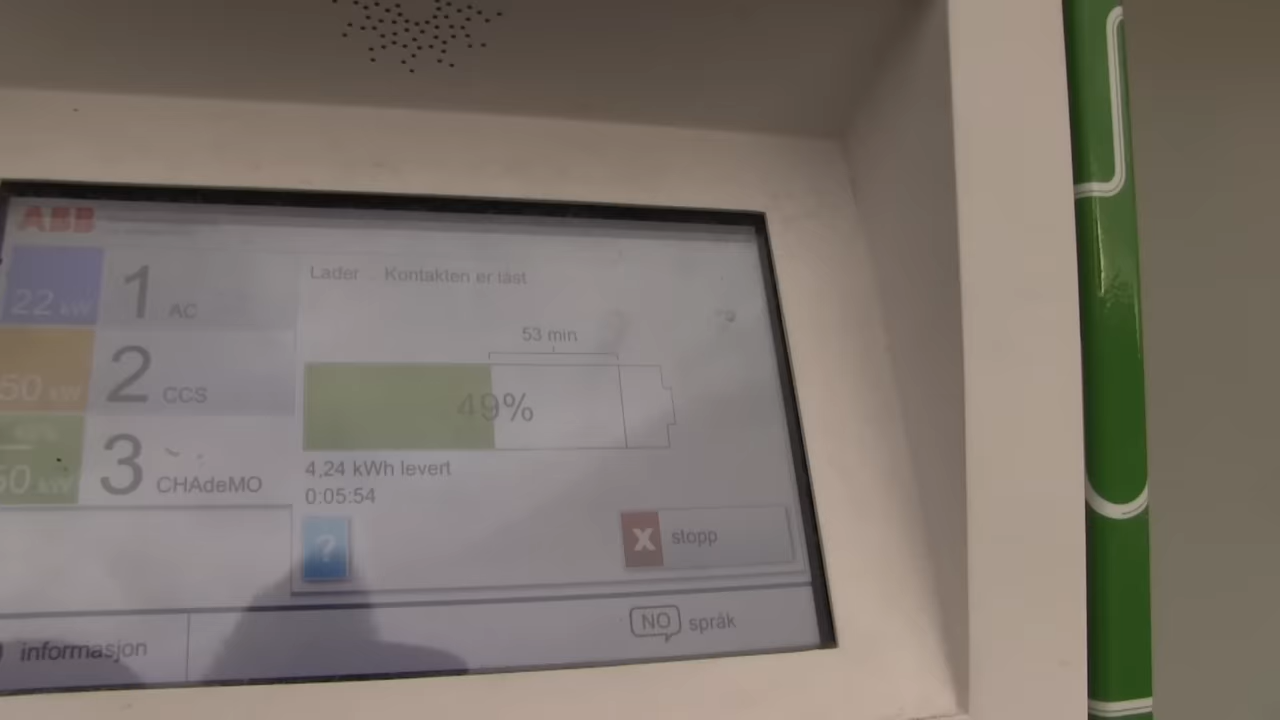 ABB
22 kW
1 AC
50 kW
2 CCS
50 kW
3 CHAdeMO
Lader Kontakten er låst
53 min
49%
4,24 kWh levert
0:05:54
?
X stopp
informasjon
NO språk